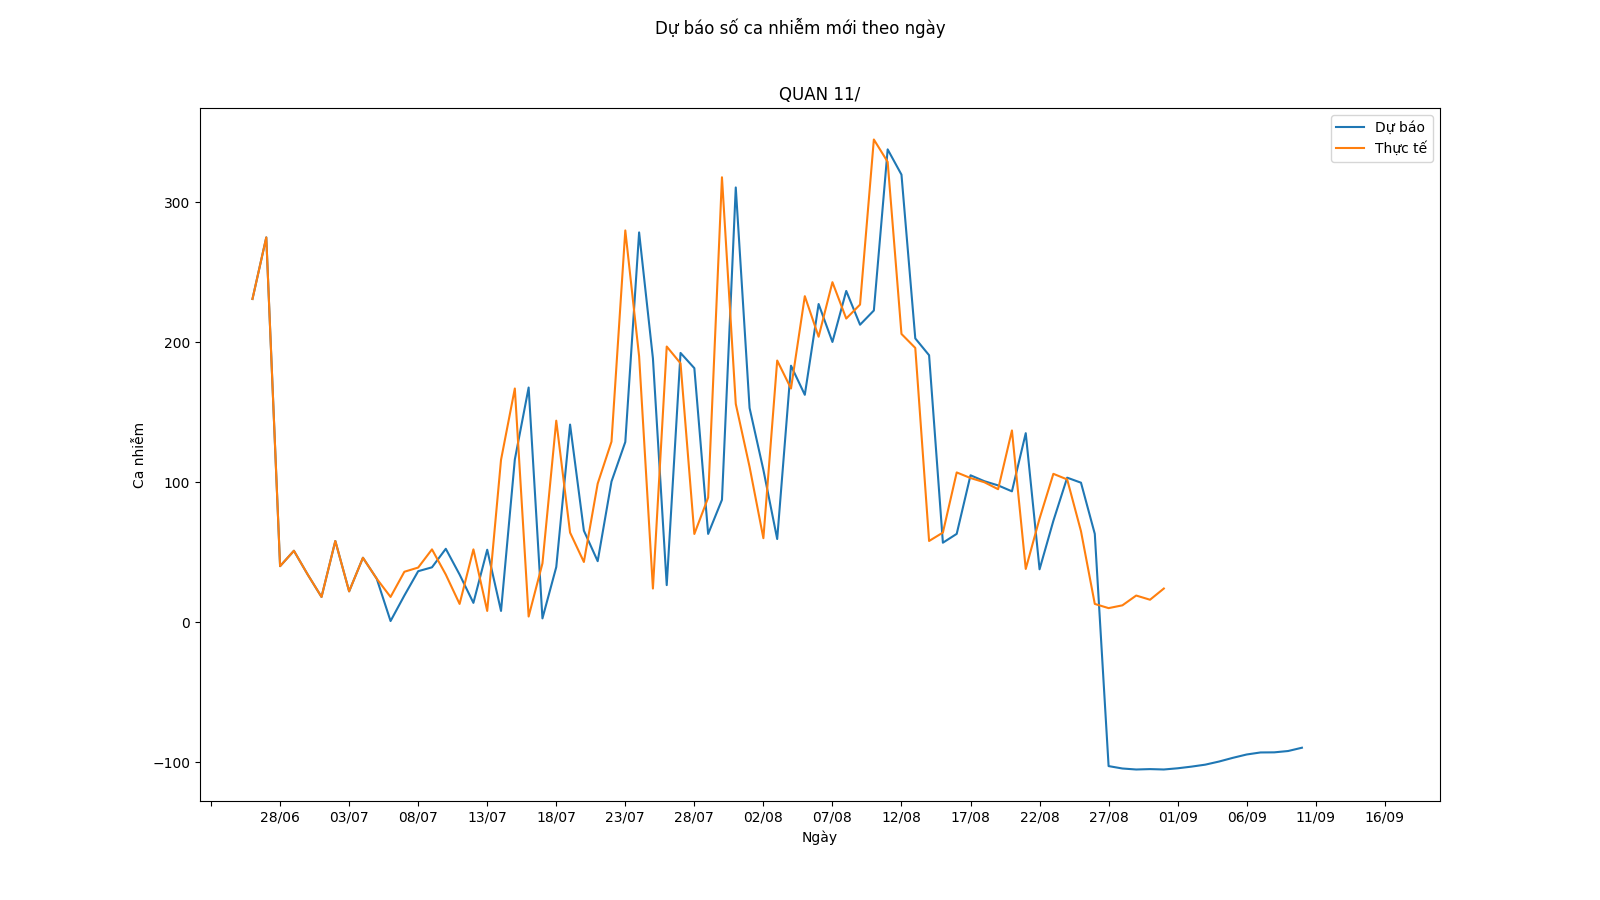 Dự báo số ca nhiễm mới theo ngày
QUAN 11/
Dự báo
Thực tế
Ca nhiễm
300
200
100
0
−100
28/06 03/07 08/07 13/07 18/07 23/07 28/07 02/08 07/08 12/08 17/08 22/08 27/08 01/09 06/09 11/09 16/09
Ngày